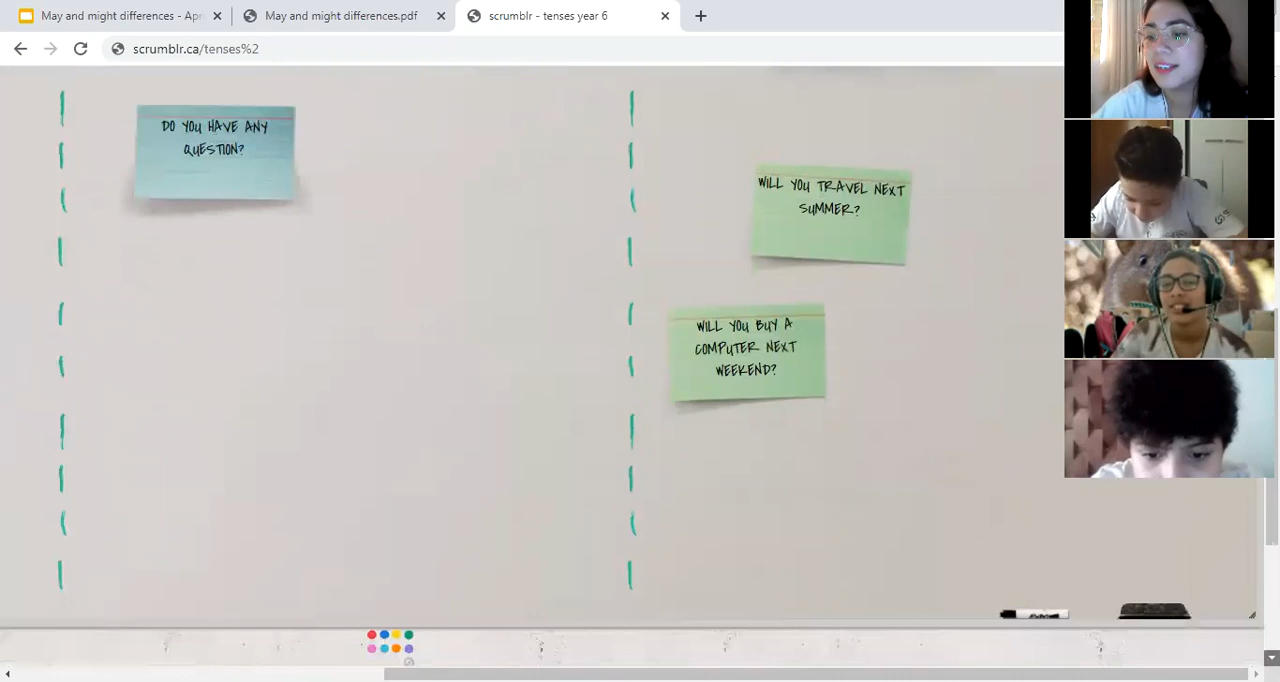 May and might differences - Apr
May and might differences.pdf
scrumblr - tenses year 6
scrumblr.ca/tenses%2
DO YOU HAVE ANY
QUESTION?
WILL YOU TRAVEL NEXT
SUMMER?
WILL YOU BUY A
COMPUTER NEXT
WEEKEND?